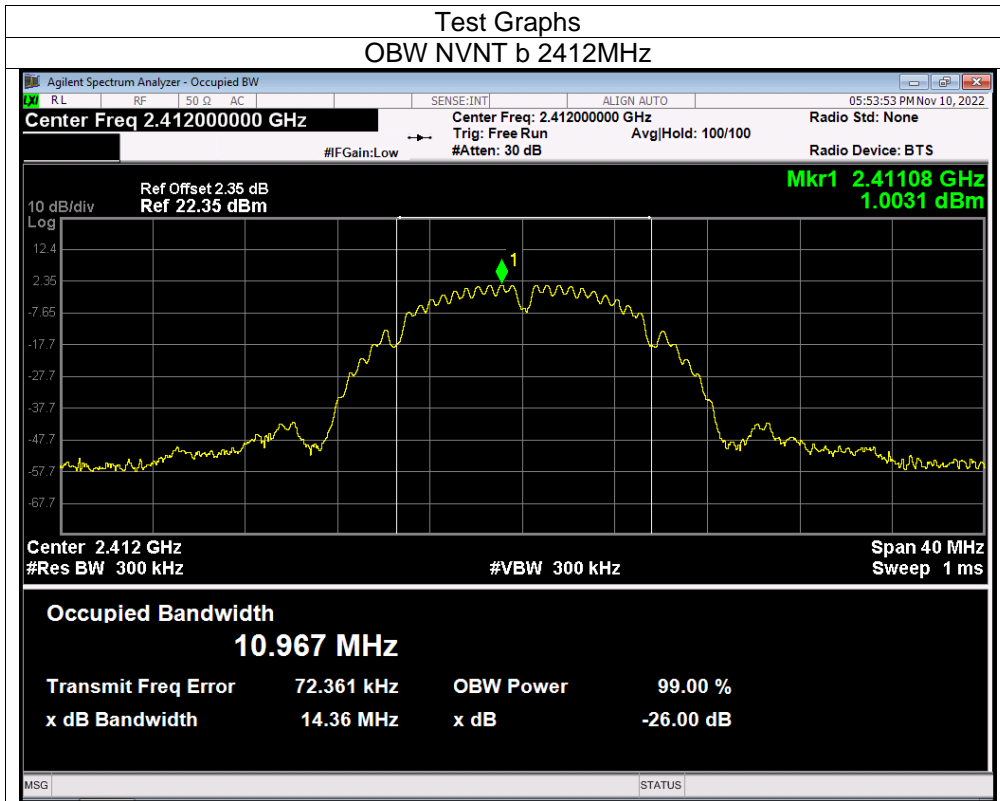 Test Graphs
OBW NVNT b 2412MHz
Agilent Spectrum Analyzer - Occupied BW
LXI RL RF 50 Ω AC SENSE:INT ALIGN AUTO 05:53:53 PM Nov 10, 2022
Center Freq 2.412000000 GHz Center Freq: 2.412000000 GHz Radio Std: None
Trig: Free Run Avg|Hold: 100/100
#IFGain:Low #Atten: 30 dB Radio Device: BTS
Mkr1 2.41108 GHz
1.0031 dBm
Ref Offset 2.35 dB
10 dB/div Ref 22.35 dBm
Log
12.4
1
2.35
-7.65
-17.7
-27.7
-37.7
-47.7
-57.7
-67.7
Center 2.412 GHz Span 40 MHz
#Res BW 300 kHz #VBW 300 kHz Sweep 1 ms
Occupied Bandwidth
10.967 MHz
Transmit Freq Error 72.361 kHz OBW Power 99.00 %
x dB Bandwidth 14.36 MHz x dB -26.00 dB
MSG STATUS